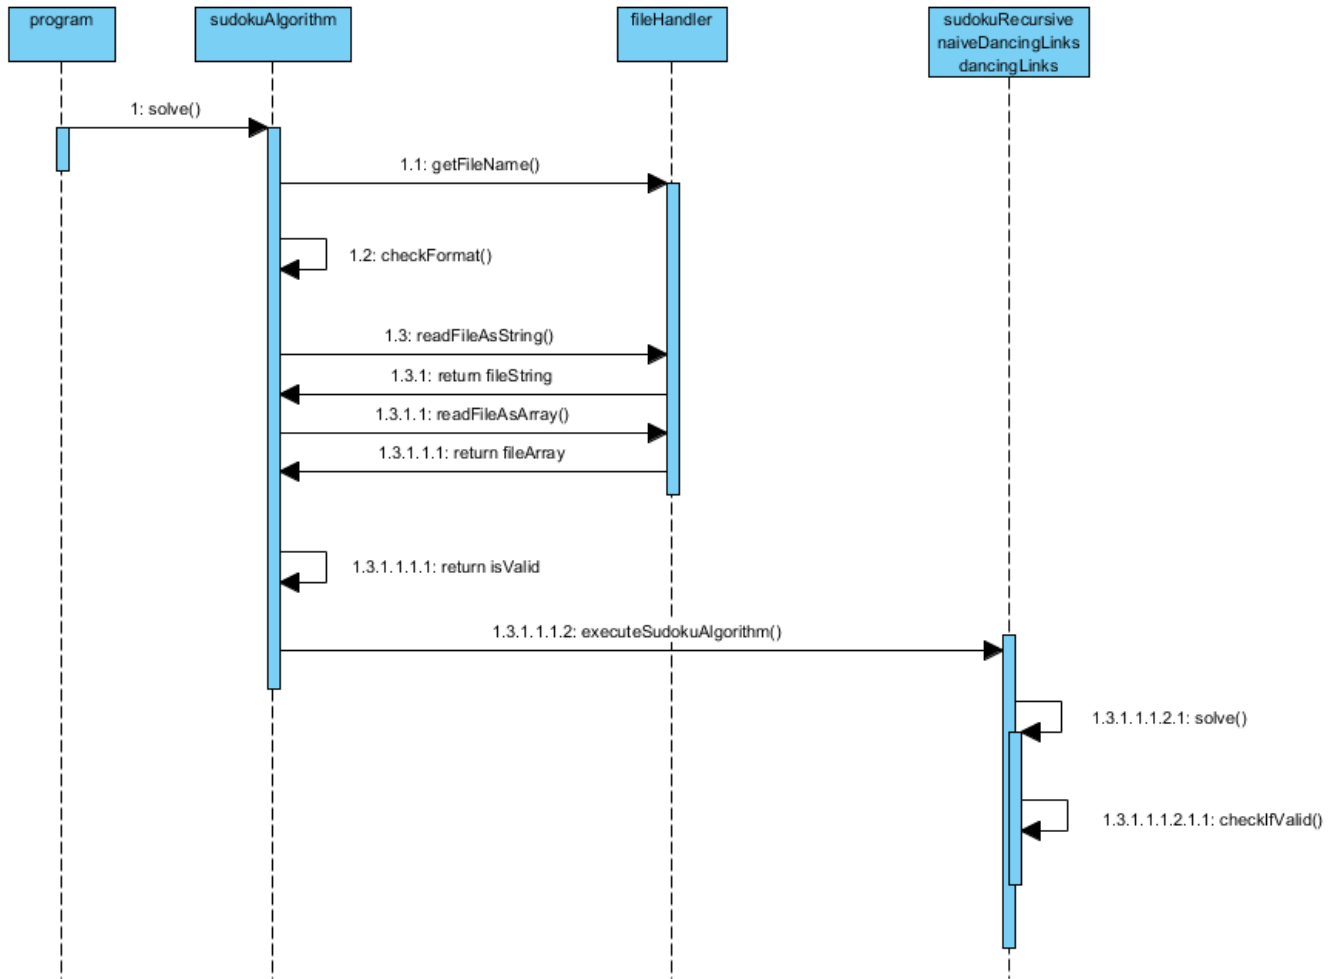 program
sudokuAlgorithm
fileHandler
sudokuRecursive
naiveDancingLinks
dancingLinks
1: solve()
1.1: getFileName()
1.2: checkFormat()
1.3: readFileAsString()
1.3.1: return fileString
1.3.1.1: readFileAsArray()
1.3.1.1.1: return fileArray
1.3.1.1.1.1: return isValid
1.3.1.1.1.2: executeSudokuAlgorithm()
1.3.1.1.1.2.1: solve()
1.3.1.1.1.2.1.1: checkIfValid()